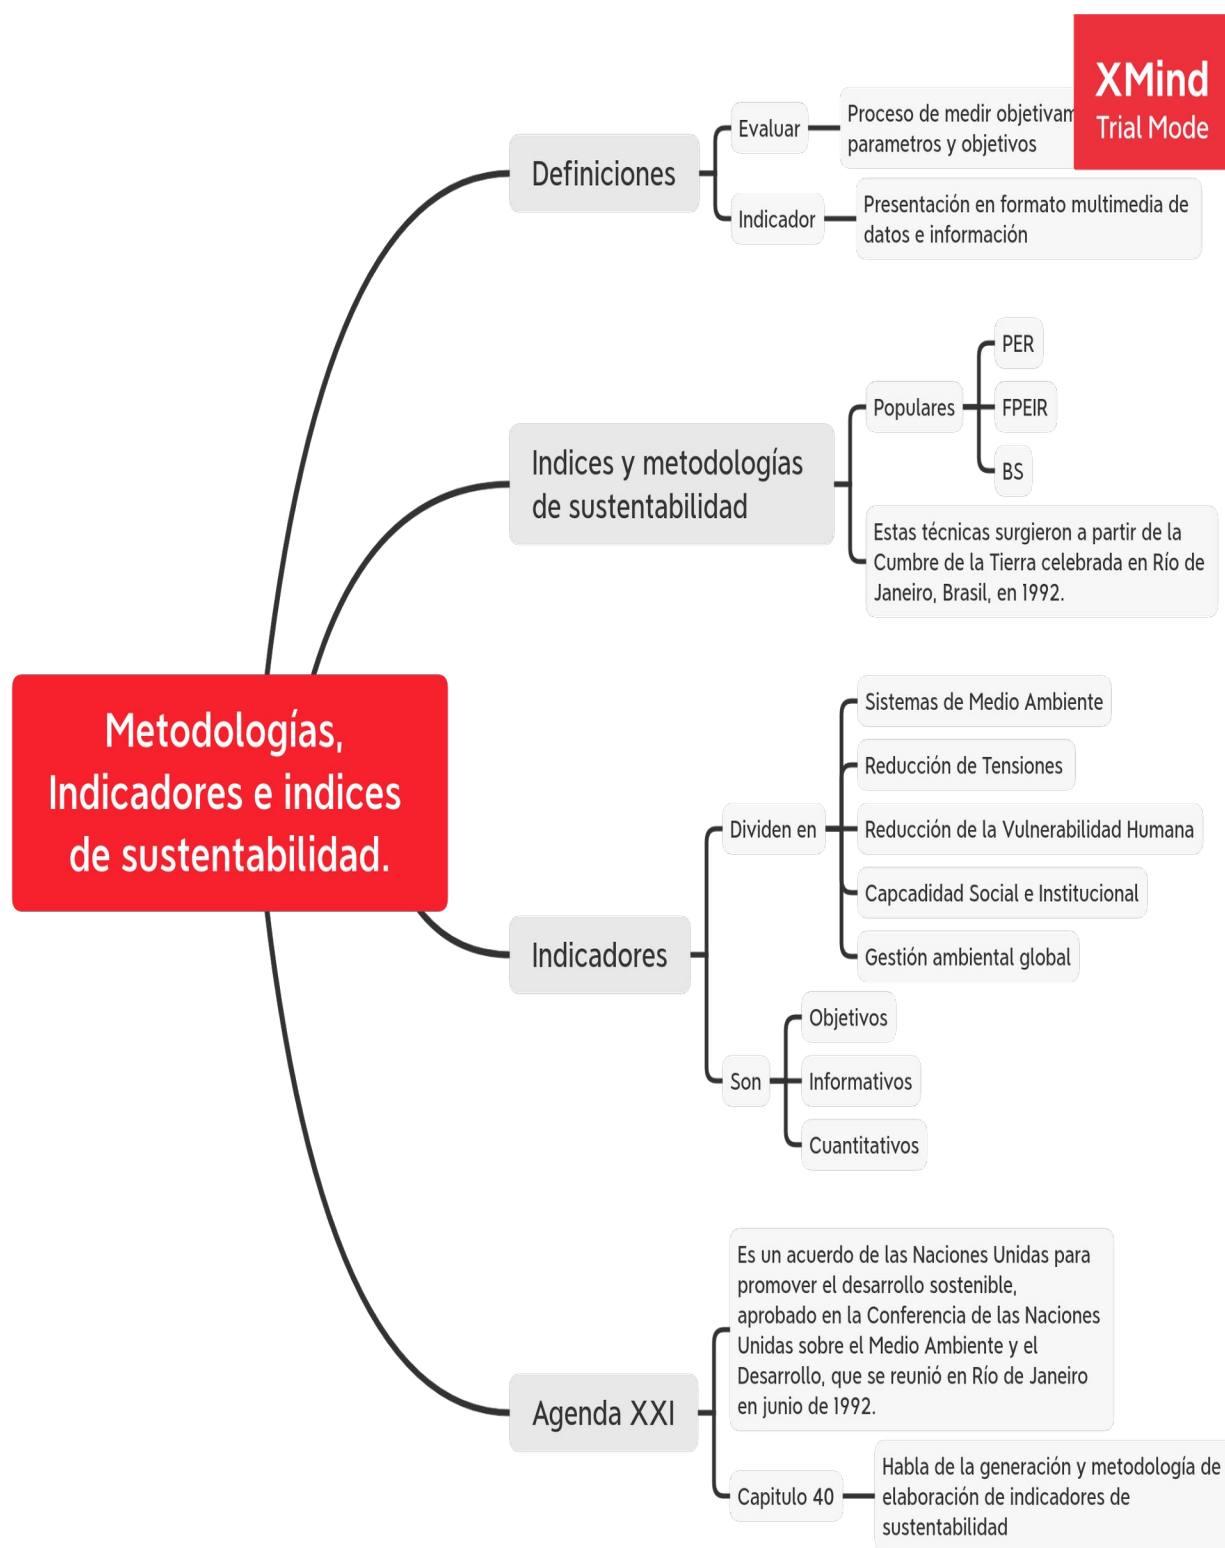 XMind
Trial Mode
Definiciones
Evaluar
Proceso de medir
parametros y objetivos
Indicador
Presentación en formato multimedia de
datos e información
Indices y metodologías
de sustentabilidad
Populares
PER
FPEIR
BS
Estas técnicas surgieron a partir de la
Cumbre de la Tierra celebrada en Río de
Janeiro, Brasil, en 1992.
Metodologías,
Indicadores e indices
de sustentabilidad.
Indicadores
Dividen en
Sistemas de Medio Ambiente
Reducción de Tensiones
Reducción de la Vulnerabilidad Humana
Capcadidad Social e Institucional
Gestión ambiental global
Son
Objetivos
Informativos
Cuantitativos
Agenda XXI
Es un acuerdo de las Naciones Unidas para
promover el desarrollo sostenible,
aprobado en la Conferencia de las Naciones
Unidas sobre el Medio Ambiente y el
Desarrollo, que se reunió en Río de Janeiro
en junio de 1992.
Capitulo 40
Habla de la generación y metodología de
elaboración de indicadores de
sustentabilidad